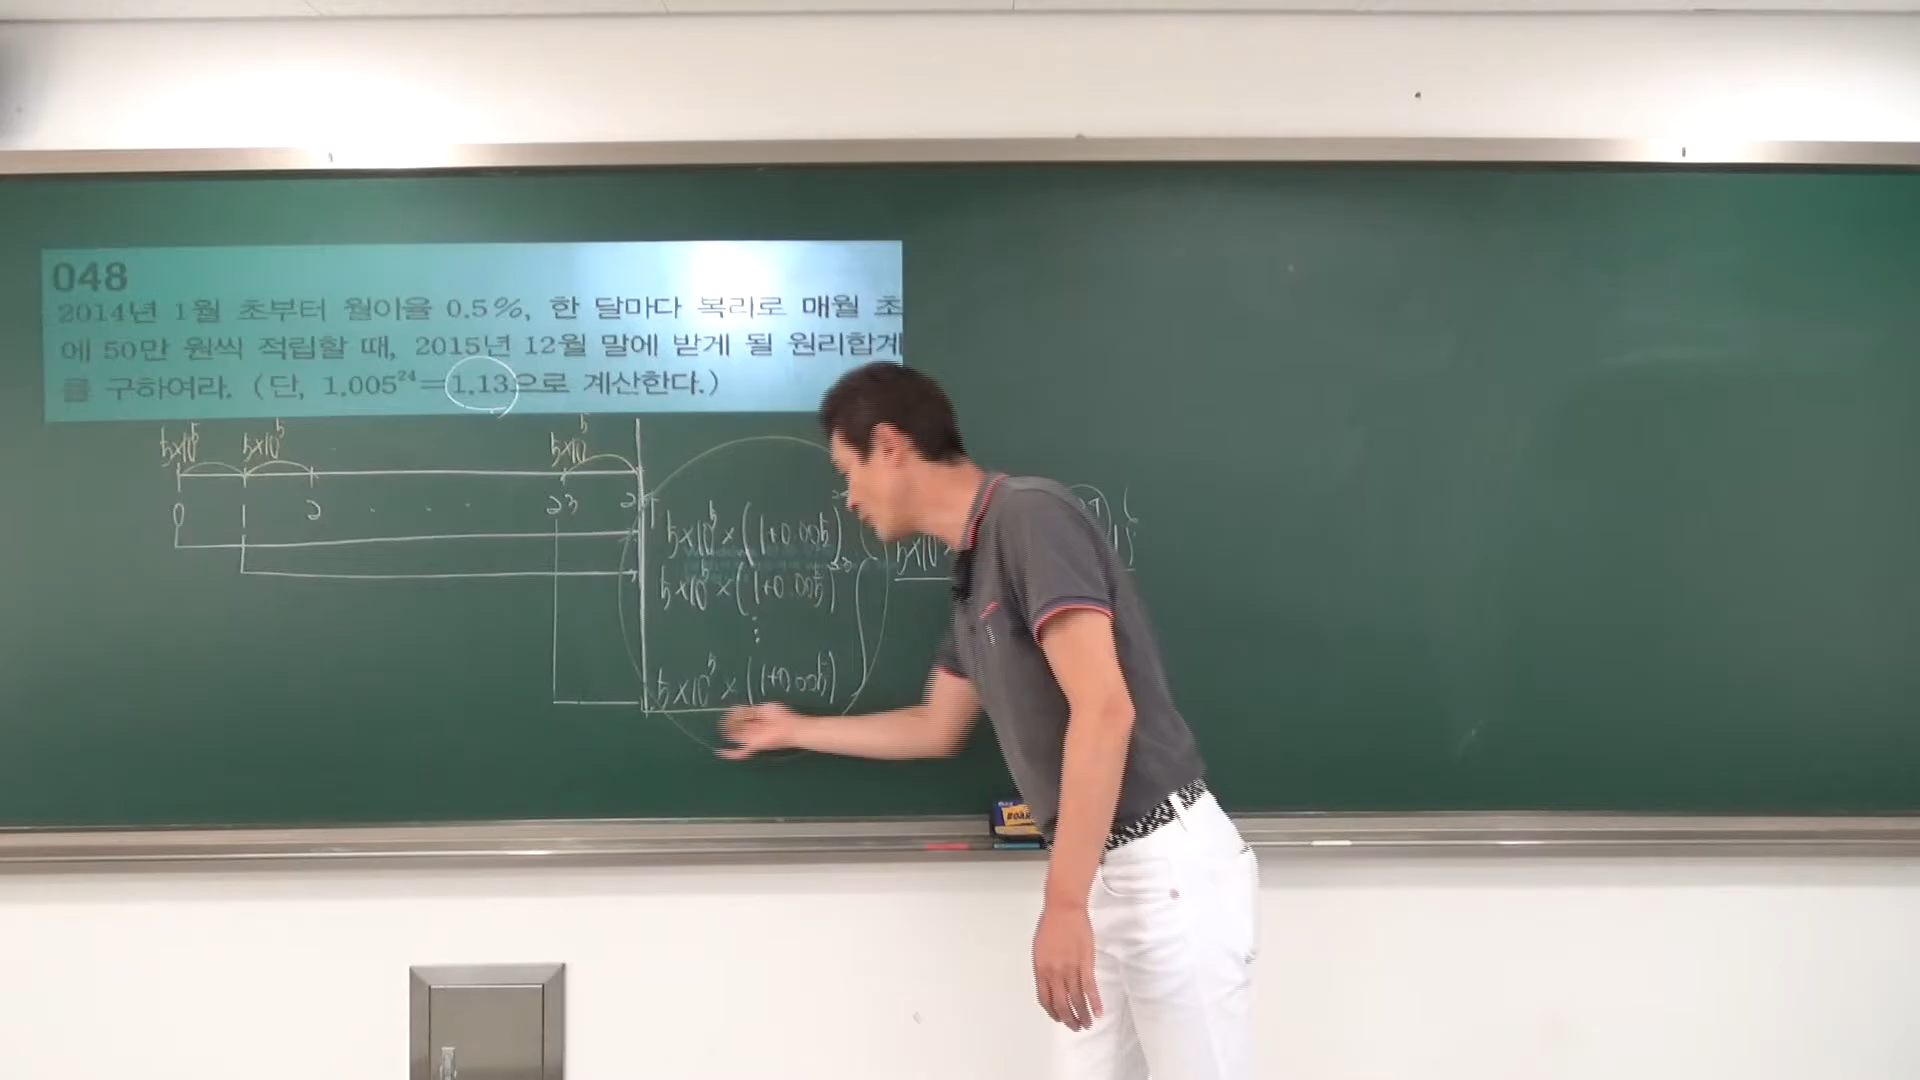 048
2014년 1월 초부터 월이율 0.5%, 한 달마다 복리로 매월 초
에 50만 원씩 적립할 때, 2015년 12월 말에 받게 될 원리합계
를 구하여라. (단, 1.005²⁴=1.13으로 계산한다.)
5×10⁵ 5×10⁵ 5×10⁵
0 1 2 · · · 23
5×10⁵×(1+0.005)
5×10⁵×(1+0.005)²³
⋮
5×10⁵×(1+0.005)
5×10